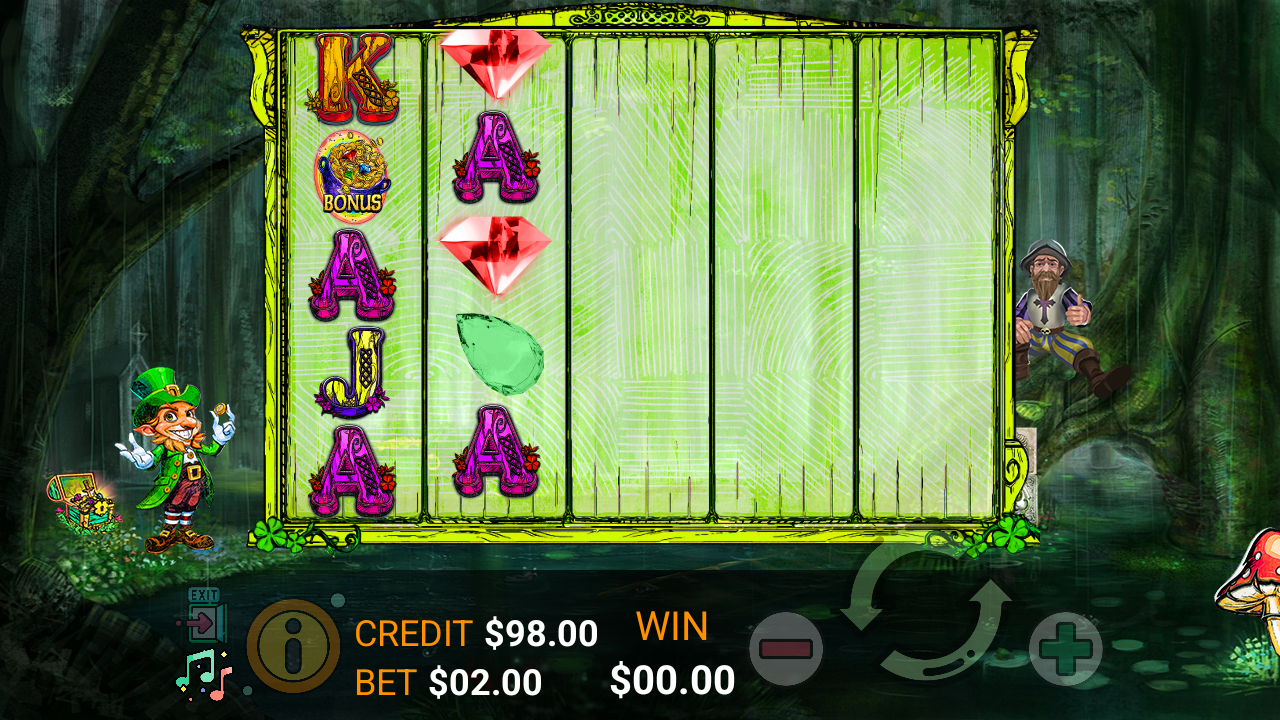 K
BONUS
A
J
A
A
A
EXIT
CREDIT $98.00
WIN
BET $02.00
$00.00